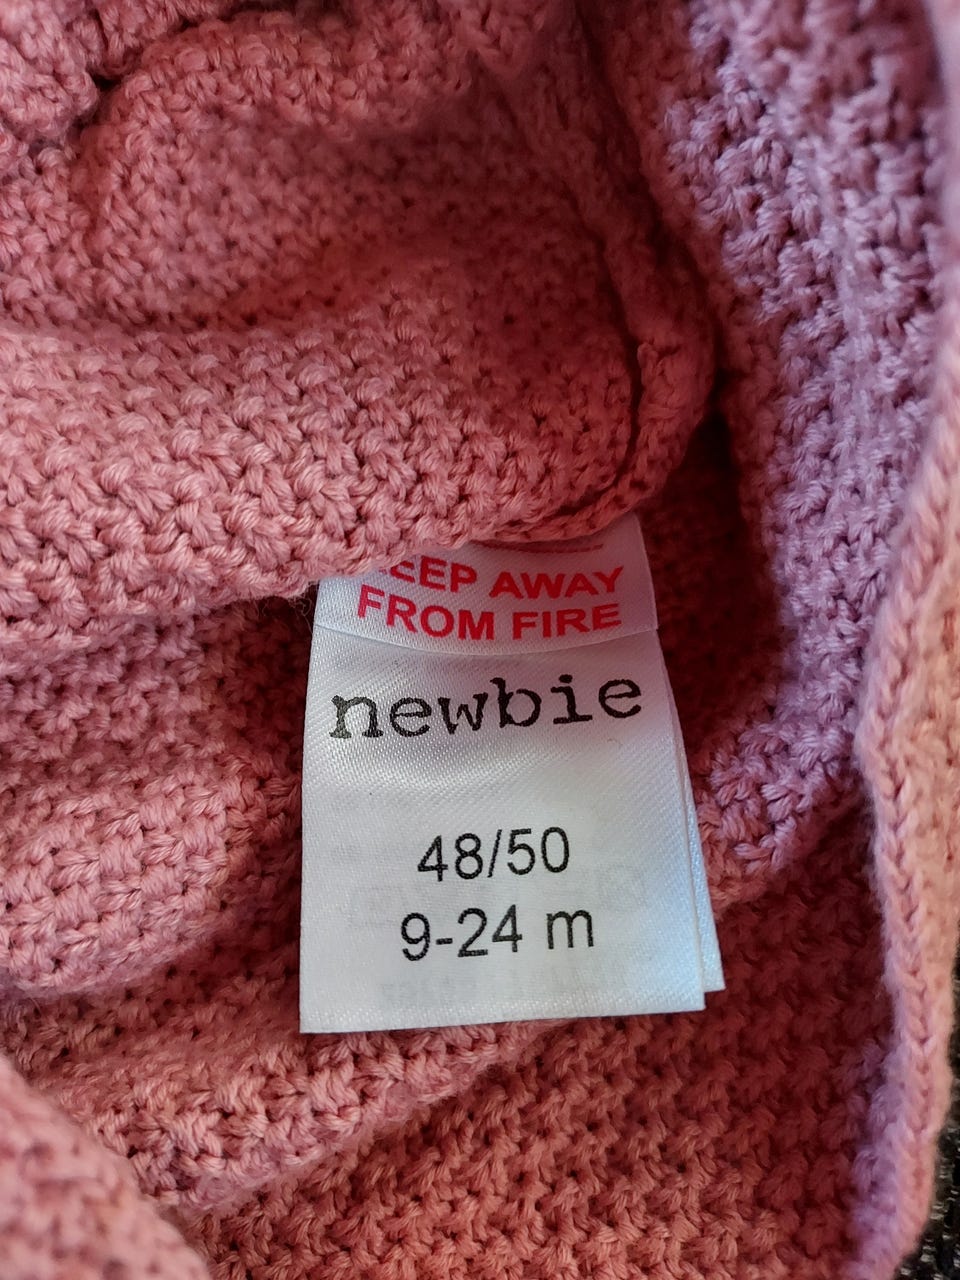 KEEP AWAY
FROM FIRE
newbie
48/50
9-24 m